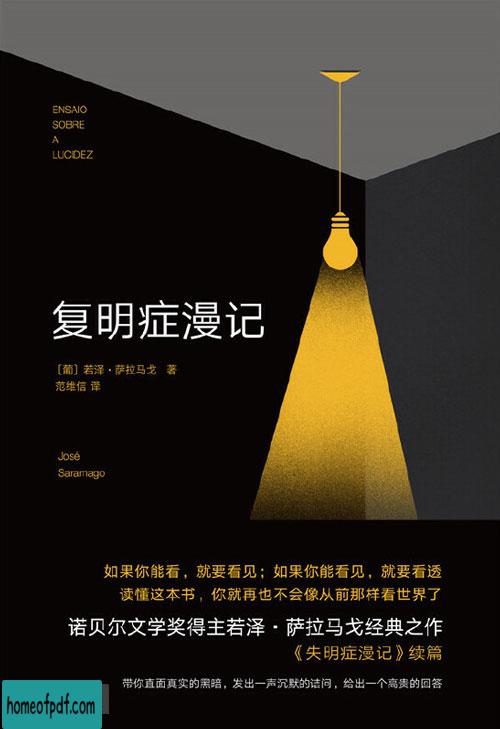 ENSAIO
SOBRE
A
LUCIDEZ
复明症漫记
［葡］若泽·萨拉马戈 著
范维信 译
José
Saramago
如果你能看，就要看见；如果你能看见，就要看透
读懂这本书，你就再也不会像从前那样看世界了
诺贝尔文学奖得主若泽·萨拉马戈经典之作
《失明症漫记》续篇
带你直面真实的黑暗，发出一声沉默的诘问，给出一个高贵的回答
homeofpdf.com